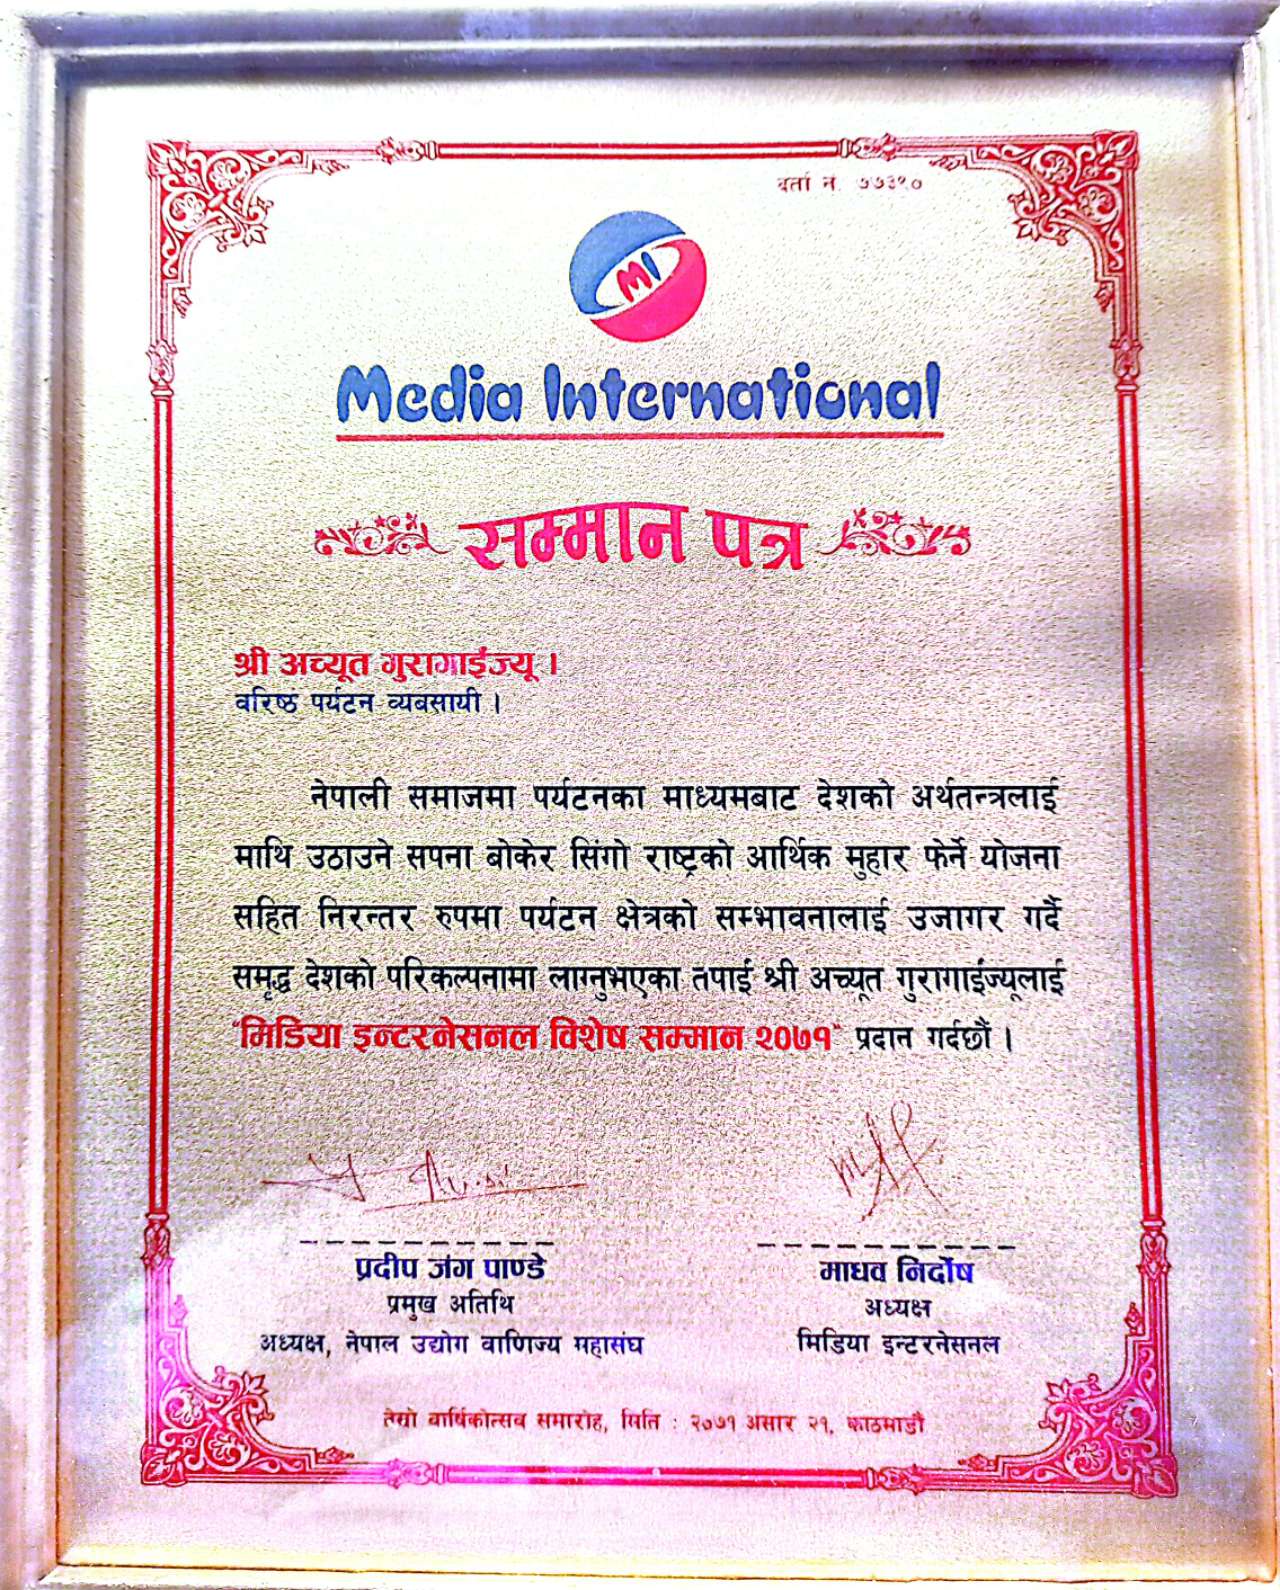 दर्ता नं. ७७३९०
MI
Media International
सम्मान पत्र
श्री अच्यूत गुरागाईज्यू ।
वरिष्ठ पर्यटन व्यबसायी ।
नेपाली समाजमा पर्यटनका माध्यमबाट देशको अर्थतन्त्रलाई
माथि उठाउने सपना बोकेर सिंगो राष्ट्रको आर्थिक मुहार फेर्ने योजना
सहित निरन्तर रुपमा पर्यटन क्षेत्रको सम्भावनालाई उजागर गर्दै
समृद्ध देशको परिकल्पनामा लाग्नुभएका तपाई श्री अच्यूत गुरागाईज्यूलाई
"मिडिया इन्टरनेसनल विशेष सम्मान २०७१" प्रदान गर्दछौं ।
प्रदीप जंग पाण्डे
प्रमुख अतिथि
अध्यक्ष, नेपाल उद्योग वाणिज्य महासंघ
माधव निर्दोष
अध्यक्ष
मिडिया इन्टरनेसनल
तेस्रो वार्षिकोत्सव समारोह, मिति : २०७१ असार २१, काठमाडौं